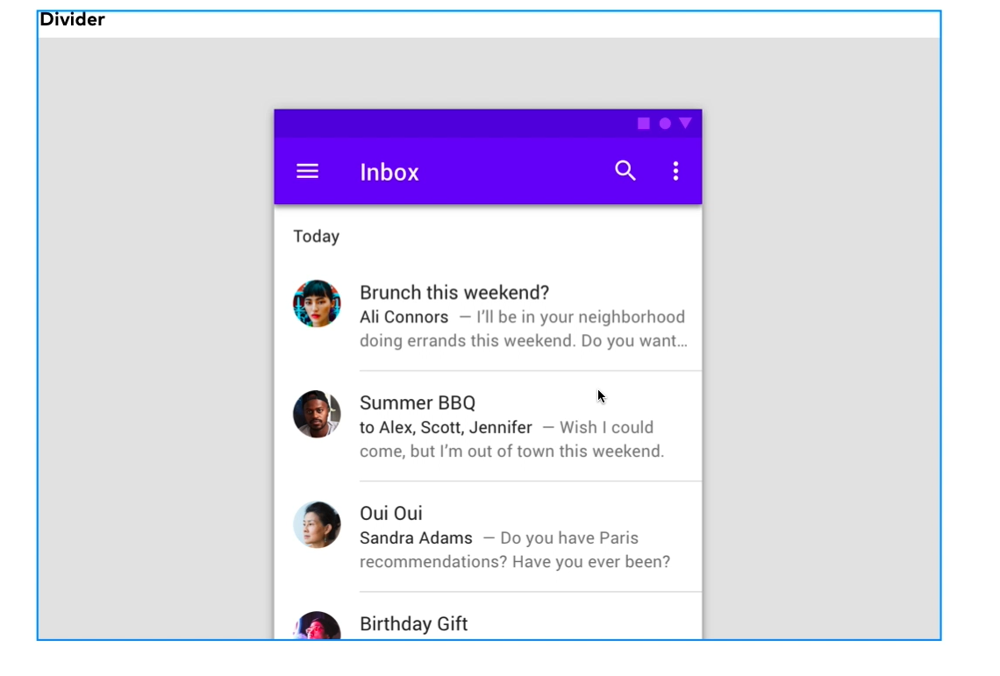 Divider
Inbox
Today
Brunch this weekend?
Ali Connors — I’ll be in your neighborhood
doing errands this weekend. Do you want…
Summer BBQ
to Alex, Scott, Jennifer — Wish I could
come, but I’m out of town this weekend.
Oui Oui
Sandra Adams — Do you have Paris
recommendations? Have you ever been?
Birthday Gift